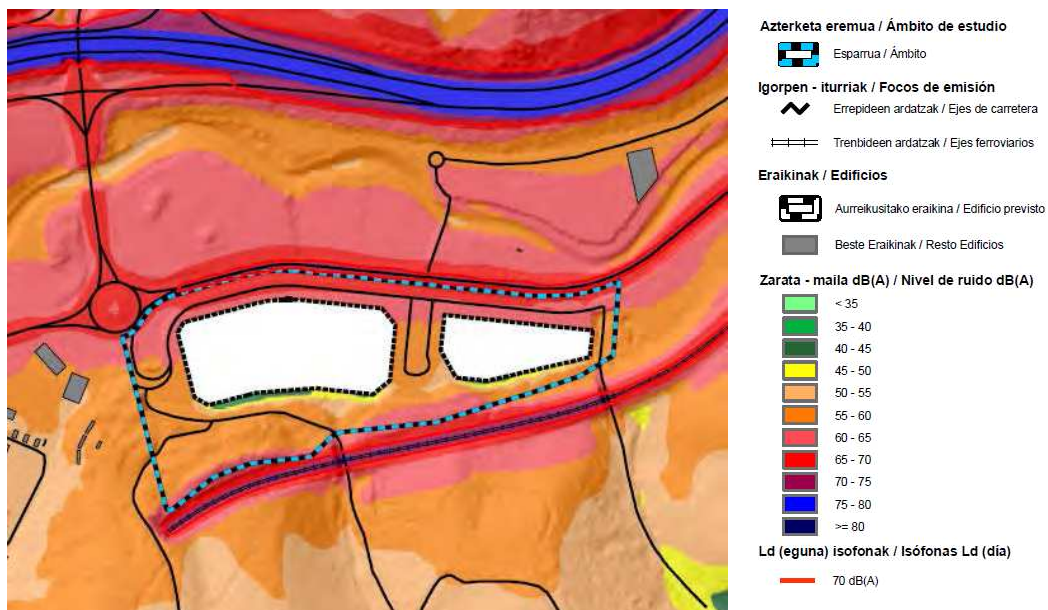 Azterketa eremua / Ámbito de estudio
Esparrua / Ámbito
Igorpen - iturriak / Focos de emisión
Errepideen ardatzak / Ejes de carretera
Trenbideen ardatzak / Ejes ferroviarios
Eraikinak / Edificios
Aurreikusitako eraikina / Edificio previsto
Beste Eraikinak / Resto Edificios
Zarata - maila dB(A) / Nivel de ruido dB(A)
< 35
35 - 40
40 - 45
45 - 50
50 - 55
55 - 60
60 - 65
65 - 70
70 - 75
75 - 80
>= 80
Ld (eguna) isofonak / Isófonas Ld (día)
70 dB(A)